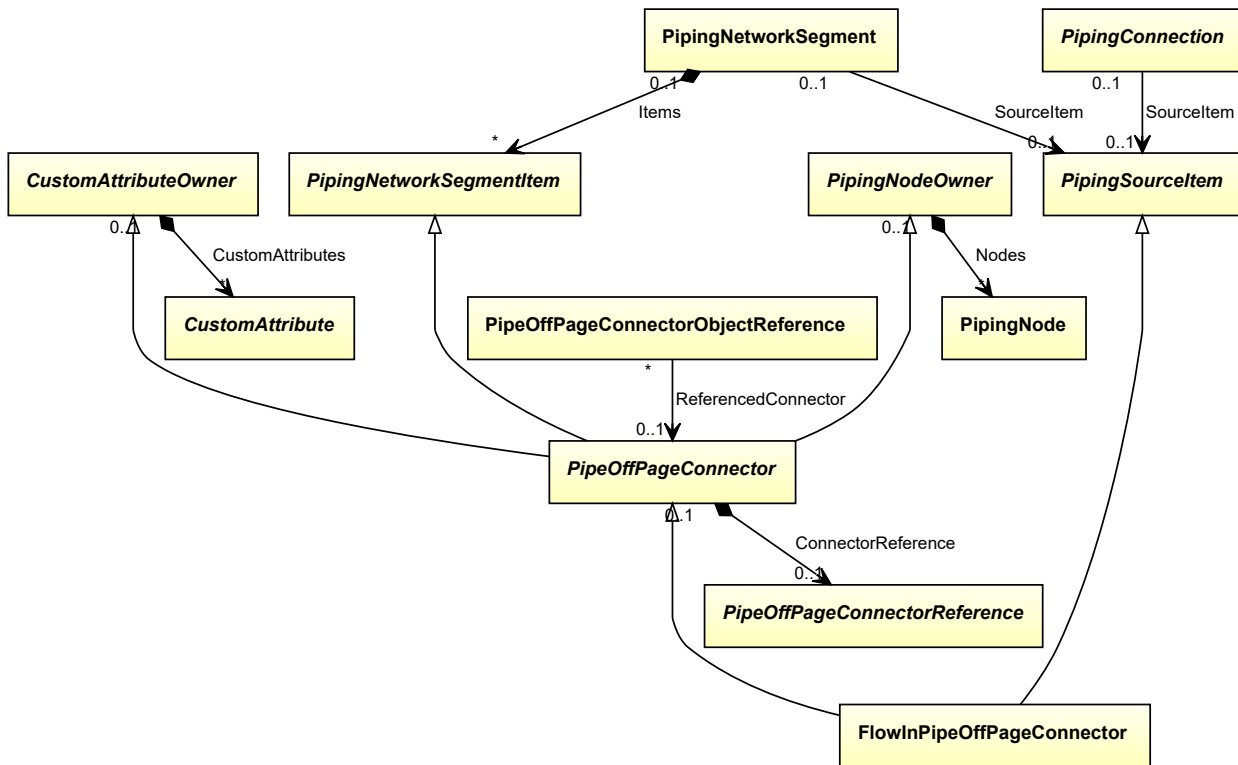 PipingNetworkSegment
PipingConnection
0..1
0..1
0..1
Items
SourceItem
SourceItem
*
0..1
0..1
CustomAttributeOwner
PipingNetworkSegmentItem
PipingNodeOwner
PipingSourceItem
0..1
0..1
CustomAttributes
Nodes
*
*
CustomAttribute
PipeOffPageConnectorObjectReference
PipingNode
*
ReferencedConnector
0..1
PipeOffPageConnector
0..1
ConnectorReference
0..1
PipeOffPageConnectorReference
FlowInPipeOffPageConnector